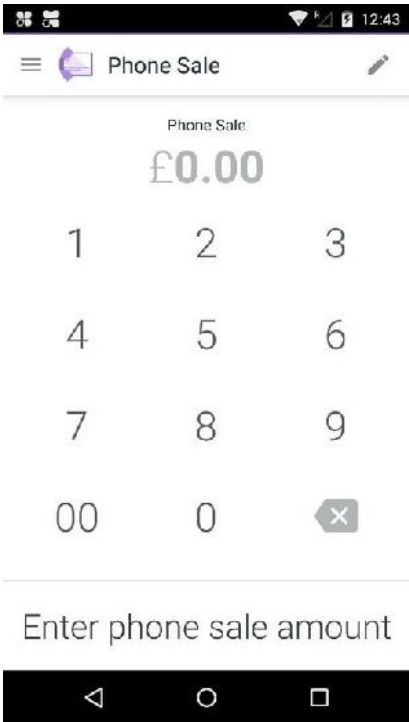 12:43
Phone Sale
Phone Sale
£0.00
1 2 3
4 5 6
7 8 9
00 0
Enter phone sale amount